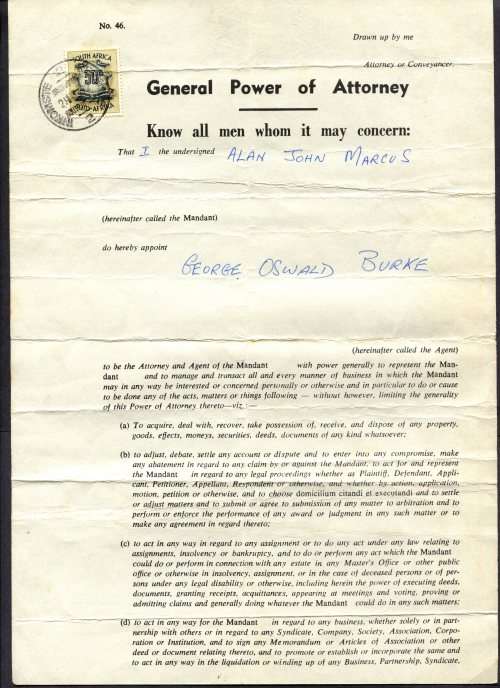 No. 46.
Drawn up by me
Attorney or Conveyancer.
SOUTH AFRICA
50c
General Power of Attorney
Know all men whom it may concern:
That I the undersigned ALAN JOHN MARCUS
(hereinafter called the Mandant)
do hereby appoint
GEORGE OSWALD BURKE
(hereinafter called the Agent)
to be the Attorney and Agent of the Mandant with power generally to represent the Man-
dant and to manage and transact all and every manner of business in which the Mandant
may in any way be interested or concerned personally or otherwise and in particular to do or cause
to be done any of the acts, matters or things following — without however, limiting the generality
of this Power of Attorney thereto—viz.:—
(a) To acquire, deal with, recover, take possession of, receive, and dispose of any property,
goods, effects, moneys, securities, deeds, documents of any kind whatsoever;
(b) to adjust, debate, settle any account or dispute and to enter into any compromise, make
any abatement in regard to any claim by or against the Mandant, to act for and represent
the Mandant in regard to any legal proceedings whether as Plaintiff, Defendant, Appli-
cant, Petitioner, Appellant, Respondent or otherwise, and whether by action, application,
motion, petition or otherwise, and to choose domicilium citandi et executandi and to settle
or adjust matters and to submit or agree to submission of any matter to arbitration and to
perform or enforce the performance of any award or judgment in any such matter or to
make any agreement in regard thereto;
(c) to act in any way in regard to any assignment or to do any act under any law relating to
assignments, insolvency or bankruptcy, and to do or perform any act which the Mandant
could do or perform in connection with any estate in any Master's Office or other public
office or otherwise in insolvency, assignment, or in the case of deceased persons or of per-
sons under any legal disability or otherwise, including herein the power of executing deeds,
documents, granting receipts, acquittances, appearing at meetings and voting, proving or
admitting claims and generally doing whatever the Mandant could do in any such matters;
(d) to act in any way for the Mandant in regard to any business, whether solely or in part-
nership with others or in regard to any Syndicate, Company, Society, Association, Corpo-
ration or Institution, and to sign any Memorandum or Articles of Association or other
deed or document relating thereto, and to promote or establish or incorporate the same and
to act in any way in the liquidation or winding up of any Business, Partnership, Syndicate,